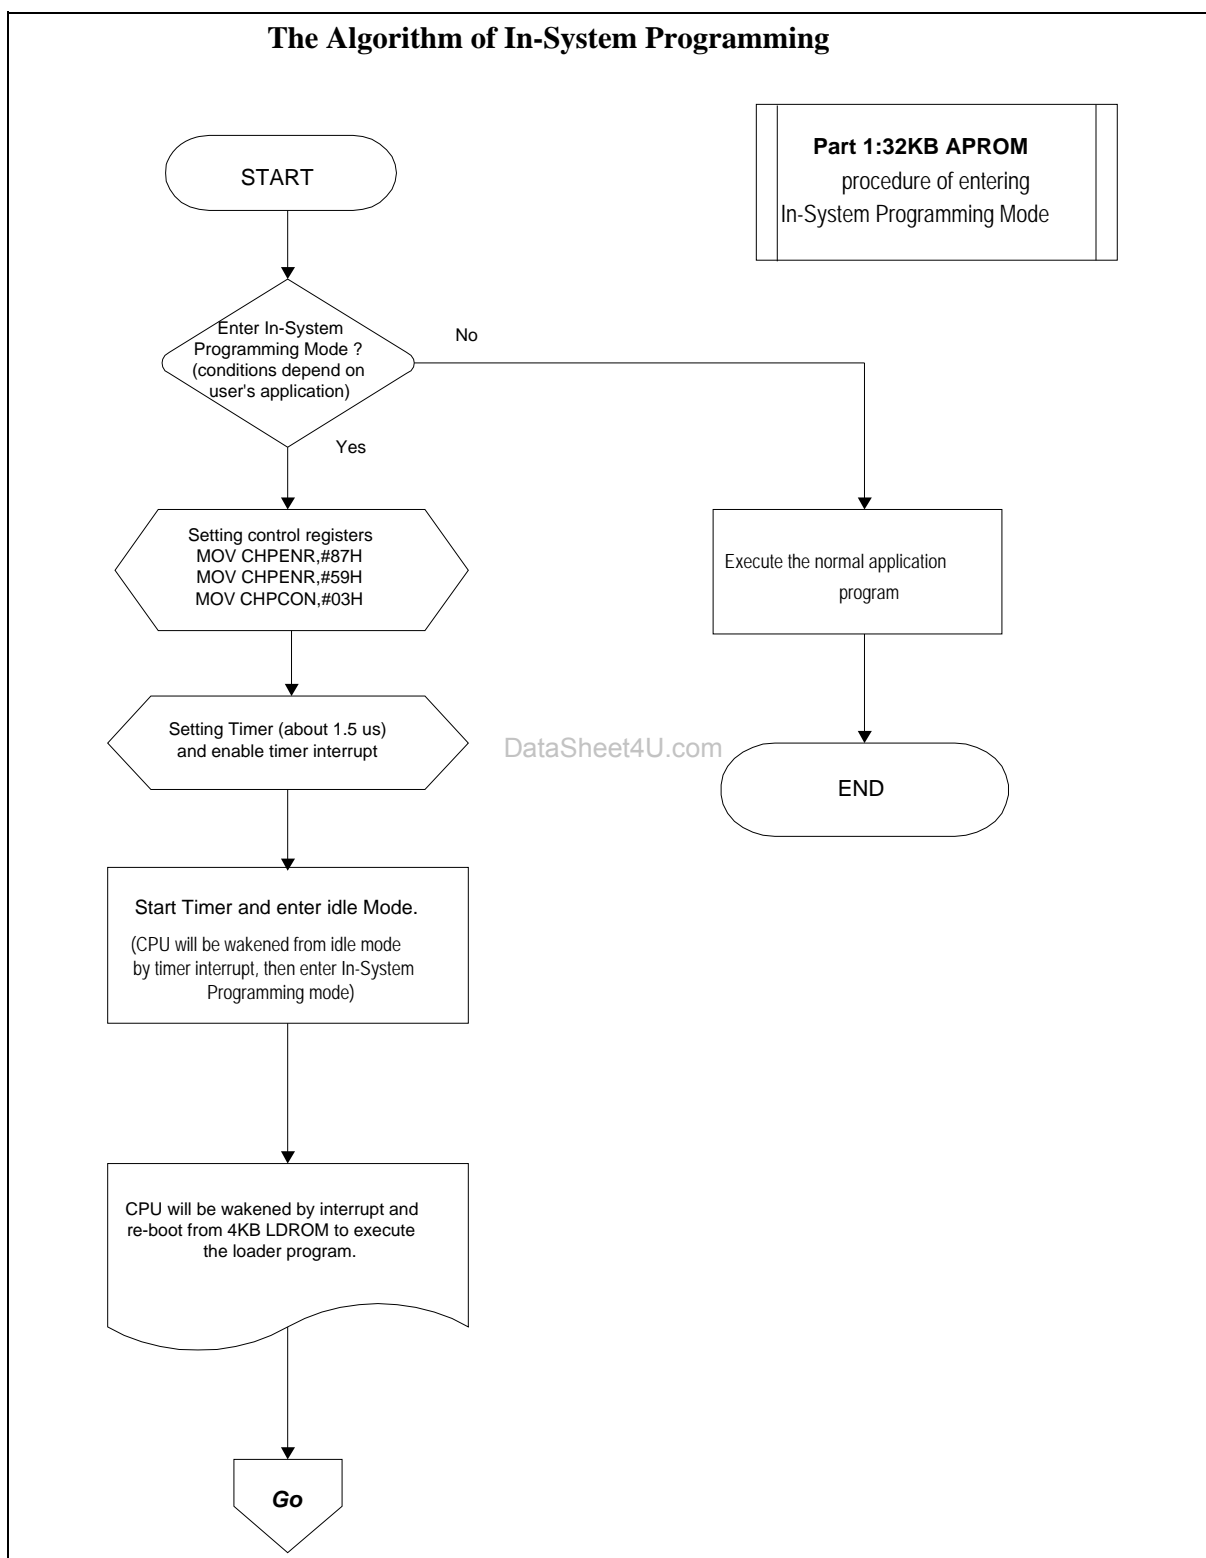 The Algorithm of In-System Programming
Part 1:32KB APROM
procedure of entering
In-System Programming Mode
START
Enter In-System
Programming Mode ?
(conditions depend on
user's application)
No
Yes
Setting control registers
MOV CHPENR,#87H
MOV CHPENR,#59H
MOV CHPCON,#03H
Execute the normal application
program
Setting Timer (about 1.5 us)
and enable timer interrupt
DataSheet4U.com
END
Start Timer and enter idle Mode.
(CPU will be wakened from idle mode
by timer interrupt, then enter In-System
Programming mode)
CPU will be wakened by interrupt and
re-boot from 4KB LDROM to execute
the loader program.
Go